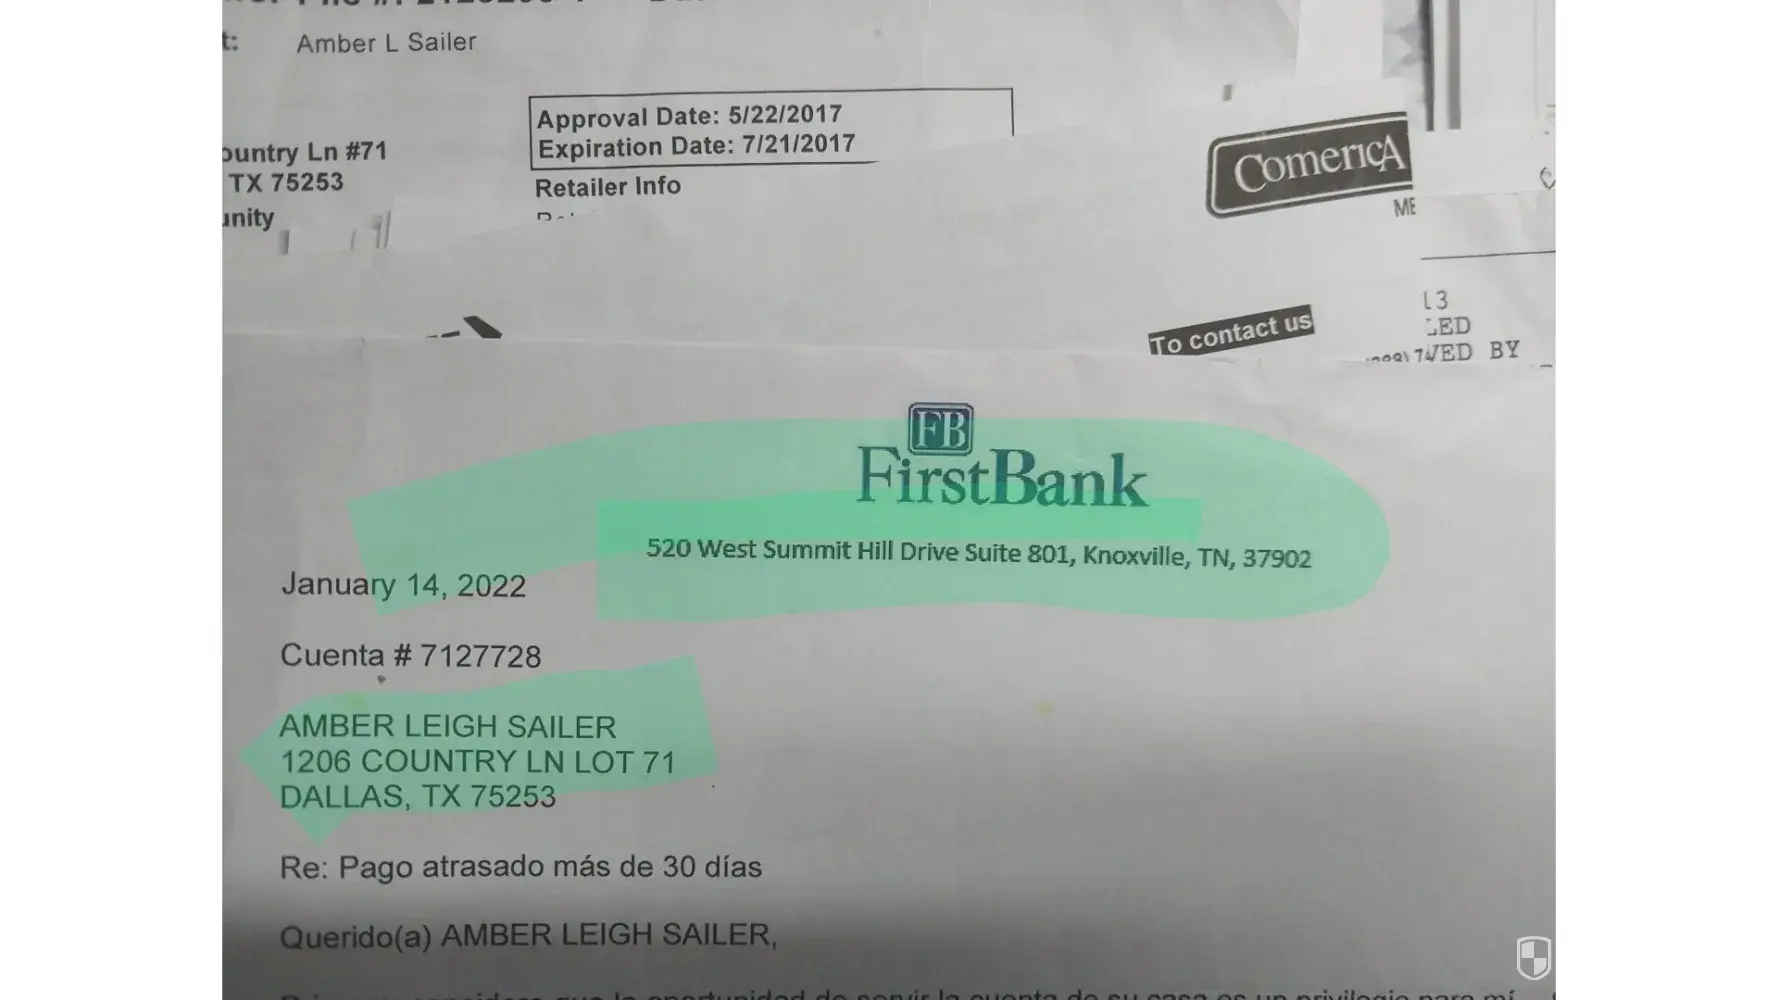 Amber L Sailer
Approval Date: 5/22/2017
Expiration Date: 7/21/2017
Retailer Info
Ln #71
TX 75253
ComericA
To contact us
BY
FB
FirstBank
520 West Summit Hill Drive Suite 801, Knoxville, TN, 37902
January 14, 2022
Cuenta # 7127728
AMBER LEIGH SAILER
1206 COUNTRY LN LOT 71
DALLAS, TX 75253
Re: Pago atrasado más de 30 días
Querido(a) AMBER LEIGH SAILER,